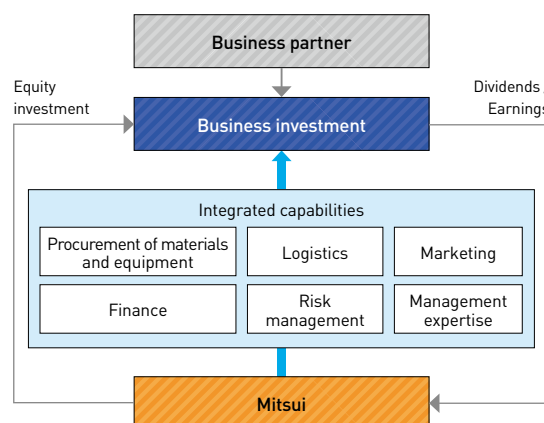 Business partner
Equity
investment
Dividends /
Earnings
Business investment
Integrated capabilities
Procurement of materials
and equipment
Logistics
Marketing
Finance
Risk
management
Management
expertise
Mitsui